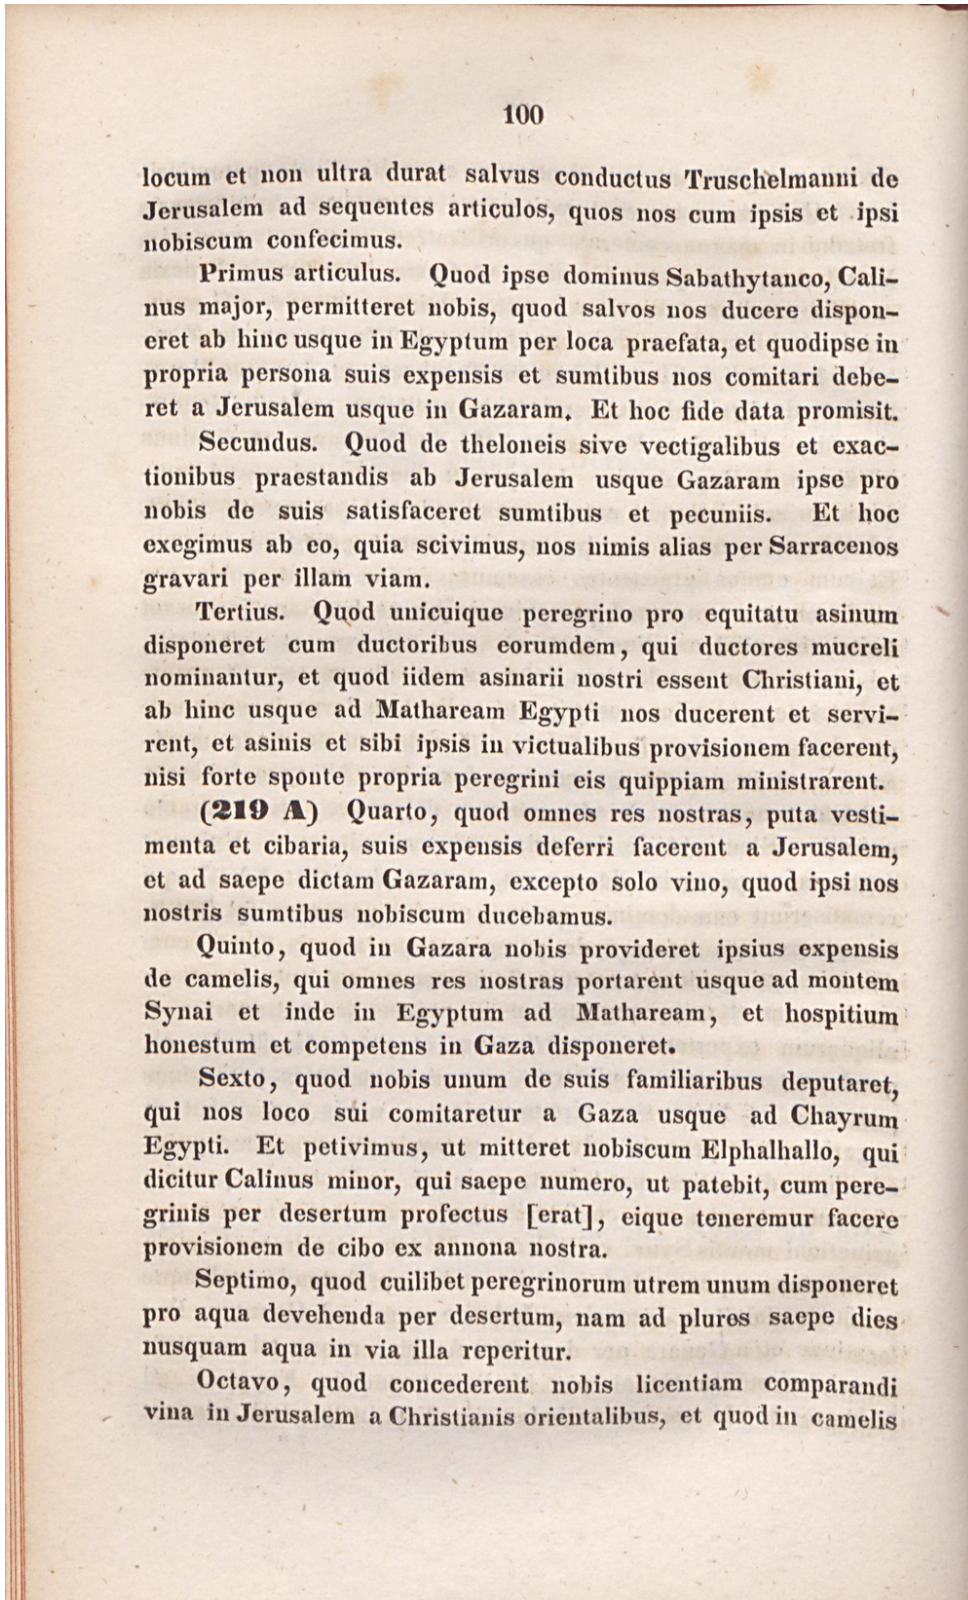 100
locum et non ultra durat salvus conductus Truschelmanni de
Jerusalem ad sequentes articulos, quos nos cum ipsis et ipsi
nobiscum confecimus.
Primus articulus. Quod ipse dominus Sabathytanco, Cali-
nus major, permitteret nobis, quod salvos nos ducere dispon-
eret ab hinc usque in Egyptum per loca praefata, et quodipse in
propria persona suis expensis et sumtibus nos comitari debe-
ret a Jerusalem usque in Gazaram. Et hoc fide data promisit.
Secundus. Quod de theloneis sive vectigalibus et exac-
tionibus praestandis ab Jerusalem usque Gazaram ipse pro
nobis de suis satisfaceret sumtibus et pecuniis. Et hoc
exegimus ab eo, quia scivimus, nos nimis alias per Sarracenos
gravari per illam viam.
Tertius. Quod unicuique peregrino pro equitatu asinum
disponeret cum ductoribus eorumdem, qui ductores mucreli
nominantur, et quod iidem asinarii nostri essent Christiani, et
ab hinc usque ad Mathaream Egypti nos ducerent et servi-
rent, et asinis et sibi ipsis in victualibus provisionem facerent,
nisi forte sponte propria peregrini eis quippiam ministrarent.
(219 A) Quarto, quod omnes res nostras, puta vesti-
menta et cibaria, suis expensis deferri facerent a Jerusalem,
et ad saepe dictam Gazaram, excepto solo vino, quod ipsi nos
nostris sumtibus nobiscum ducebamus.
Quinto, quod in Gazara nobis provideret ipsius expensis
de camelis, qui omnes res nostras portarent usque ad montem
Synai et inde in Egyptum ad Mathaream, et hospitium
honestum et competens in Gaza disponeret.
Sexto, quod nobis unum de suis familiaribus deputaret,
qui nos loco sui comitaretur a Gaza usque ad Chayrum
Egypti. Et petivimus, ut mitteret nobiscum Elphalhallo, qui
dicitur Calinus minor, qui saepe numero, ut patebit, cum pere-
grinis per desertum profectus [erat], eique teneremur facere
provisionem de cibo ex annona nostra.
Septimo, quod cuilibet peregrinorum utrem unum disponeret
pro aqua devehenda per desertum, nam ad plures saepe dies
nusquam aqua in via illa reperitur.
Octavo, quod concederent nobis licentiam comparandi
vina in Jerusalem a Christianis orientalibus, et quod in camelis